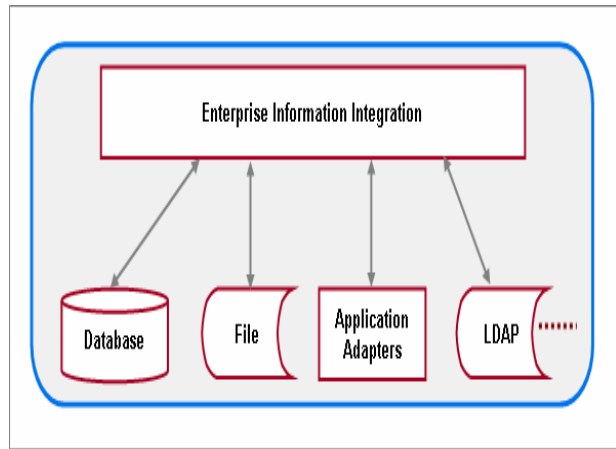 Enterprise Information Integration
Database
File
Application
Adapters
LDAP